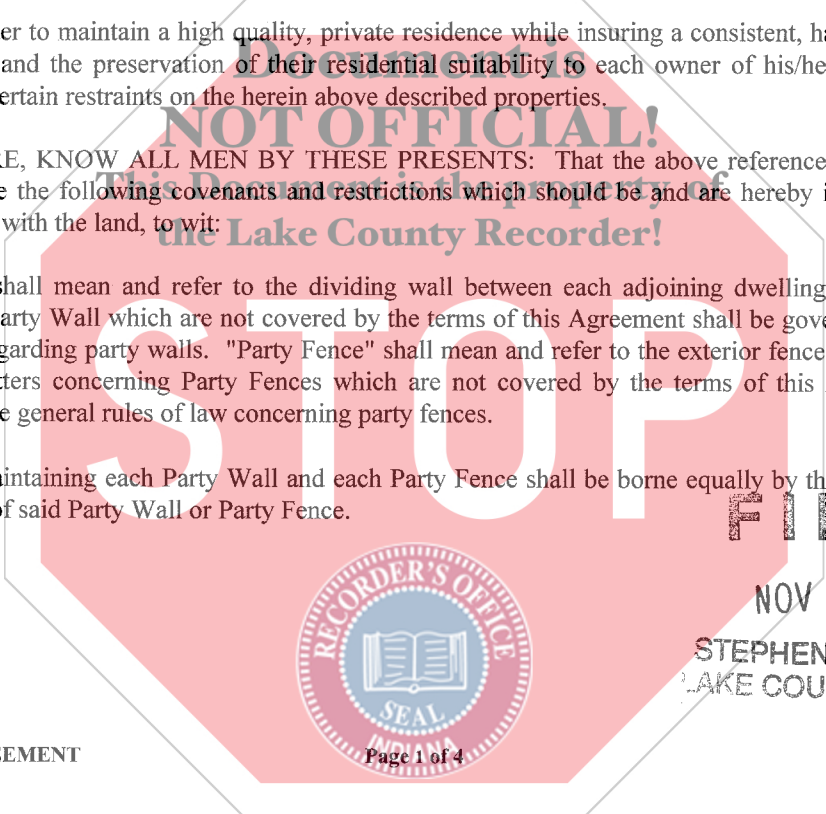 er to maintain a high quality, private residence while insuring a consistent, ha
and the preservation of their residential suitability to each owner of his/he
ertain restraints on the herein above described properties.
Document is
NOT OFFICIAL!
This Document is the property of
the Lake County Recorder!
RE, KNOW ALL MEN BY THESE PRESENTS: That the above reference
e the following covenants and restrictions which should be and are hereby i
with the land, to wit:
shall mean and refer to the dividing wall between each adjoining dwelling
arty Wall which are not covered by the terms of this Agreement shall be gove
garding party walls. "Party Fence" shall mean and refer to the exterior fence
tters concerning Party Fences which are not covered by the terms of this
e general rules of law concerning party fences.
STOP
intaining each Party Wall and each Party Fence shall be borne equally by th
of said Party Wall or Party Fence.
FIL
NOV
STEPHEN
LAKE COU
RECORDER'S OFFICE
SEAL
INDIANA
EMENT
Page 1 of 4